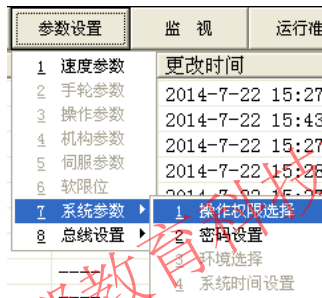 参数设置 监 视 运行准
1 速度参数
2 手轮参数
3 操作参数
4 机构参数
5 伺服参数
6 软限位
7 系统参数
8 总线设置
更改时间
2014-7-22 15:27
2014-7-22 15:43
2014-7-22 15:27
2014-7-22 15:28
1 操作权限选择
2 密码设置
3 环境选择
4 系统时间设置
教育科技